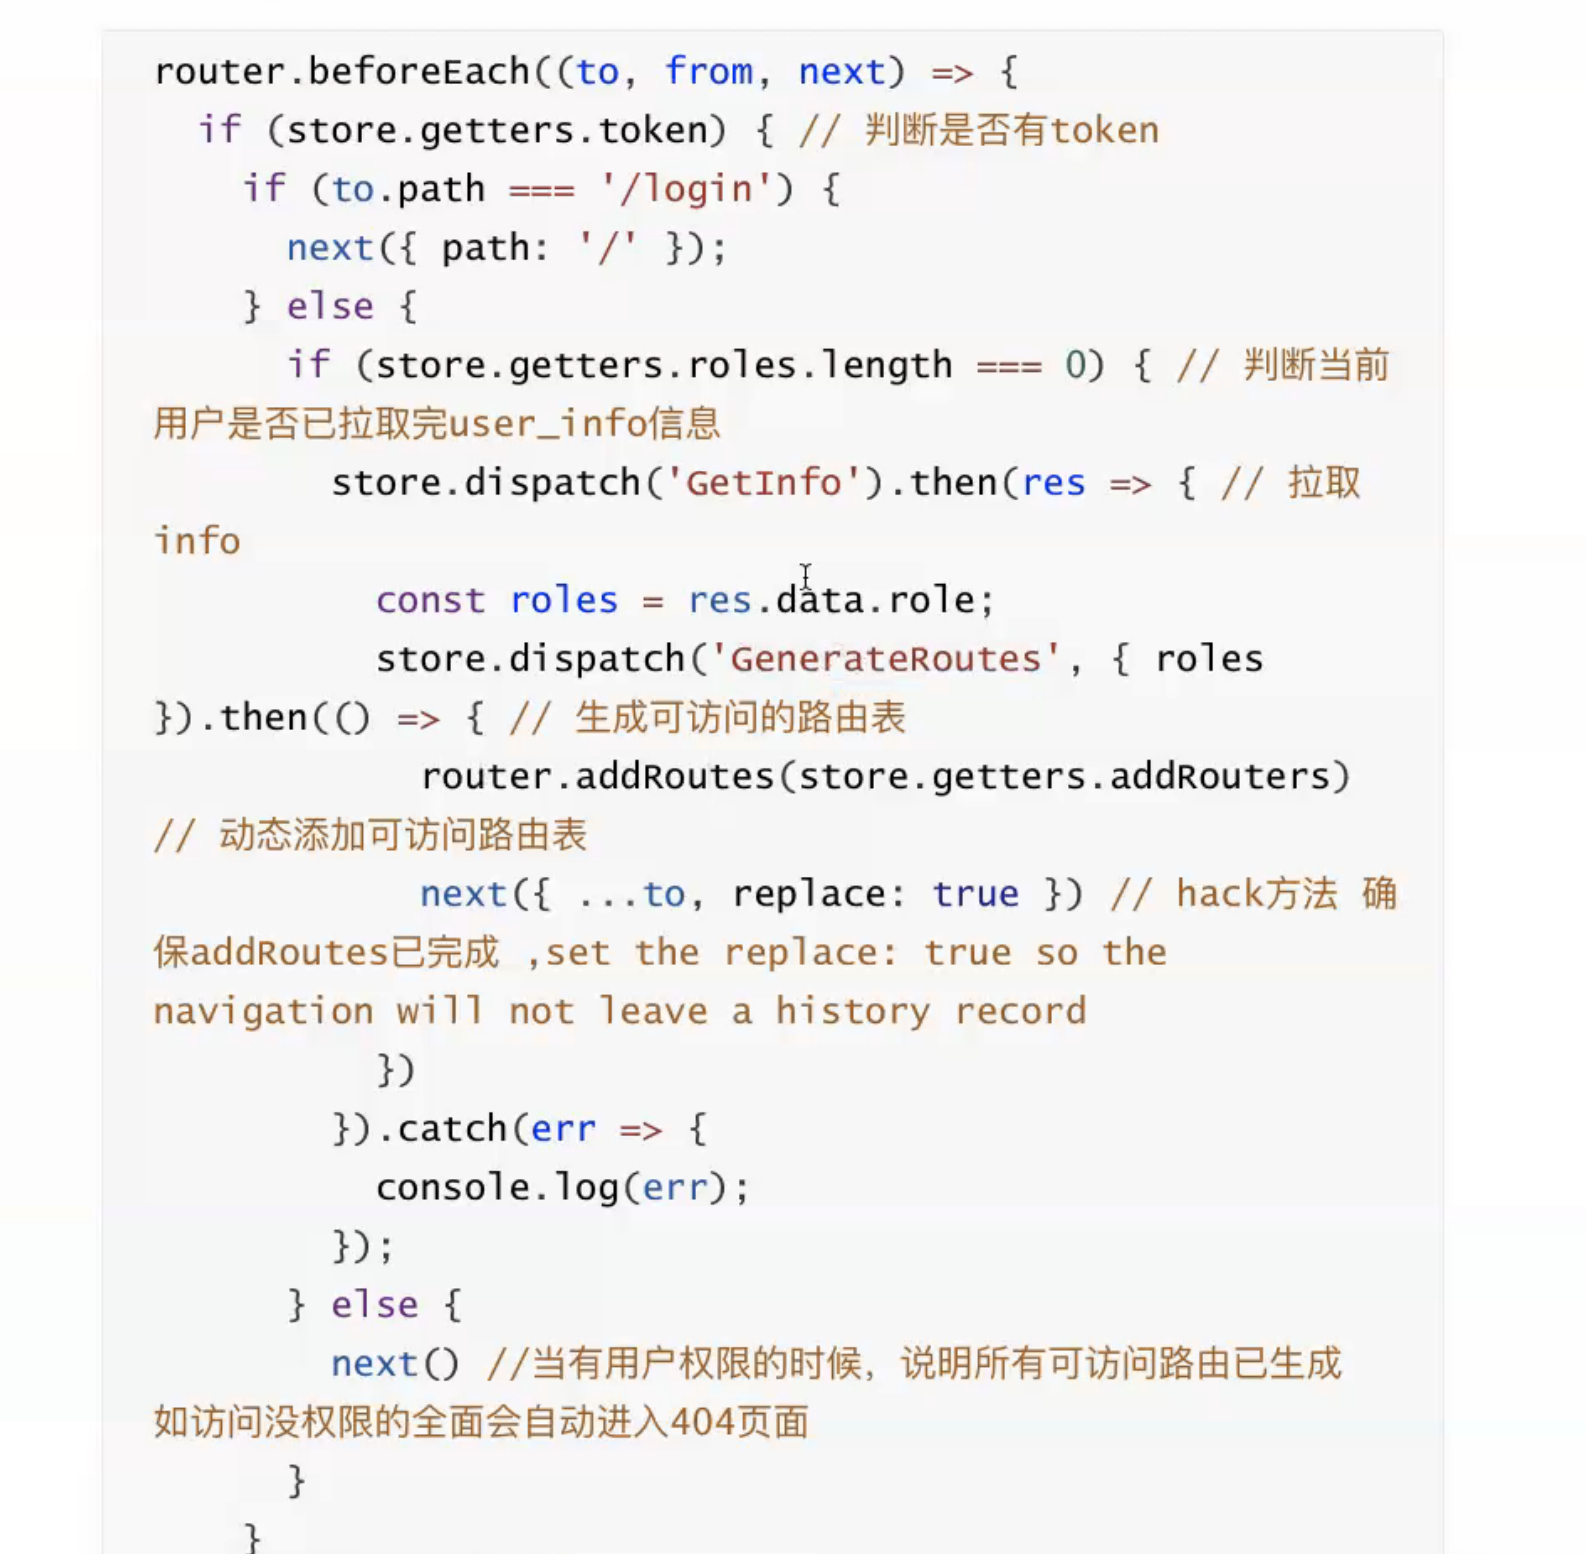 router.beforeEach((to, from, next) => {
  if (store.getters.token) { // 判断是否有token
    if (to.path === '/login') {
      next({ path: '/' });
    } else {
      if (store.getters.roles.length === 0) { // 判断当前
用户是否已拉取完user_info信息
        store.dispatch('GetInfo').then(res => { // 拉取
info
          const roles = res.data.role;
          store.dispatch('GenerateRoutes', { roles
}).then(() => { // 生成可访问的路由表
            router.addRoutes(store.getters.addRouters)
// 动态添加可访问路由表
            next({ ...to, replace: true }) // hack方法 确
保addRoutes已完成 ,set the replace: true so the
navigation will not leave a history record
          })
        }).catch(err => {
          console.log(err);
        });
      } else {
        next() //当有用户权限的时候，说明所有可访问路由已生成
如访问没权限的全面会自动进入404页面
      }
    }